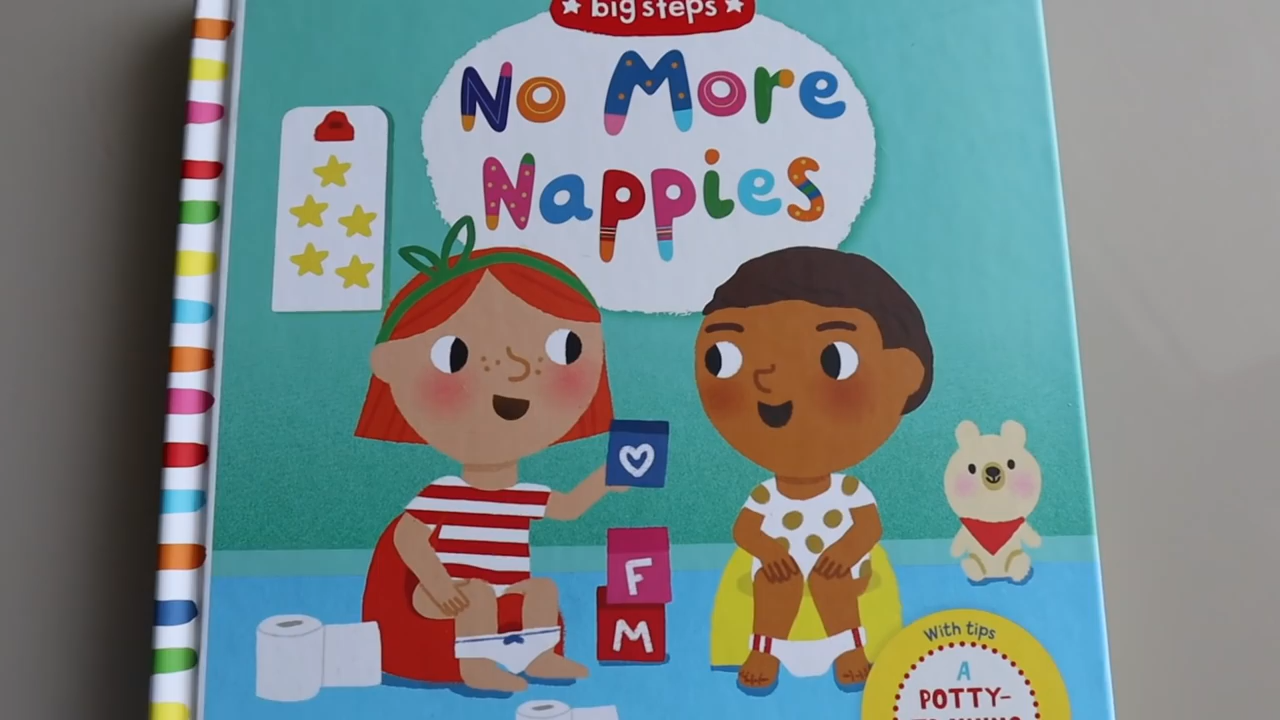 big steps
No More
Nappies
F
M
With tips
A
POTTY-